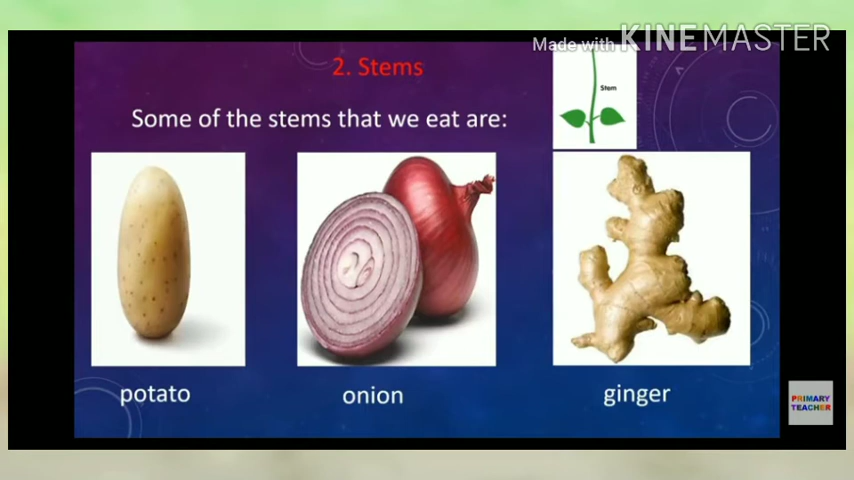 Made with KINEMASTER
2. Stems
Stem
Some of the stems that we eat are:
potato
onion
ginger
PRIMARY
TEACHER